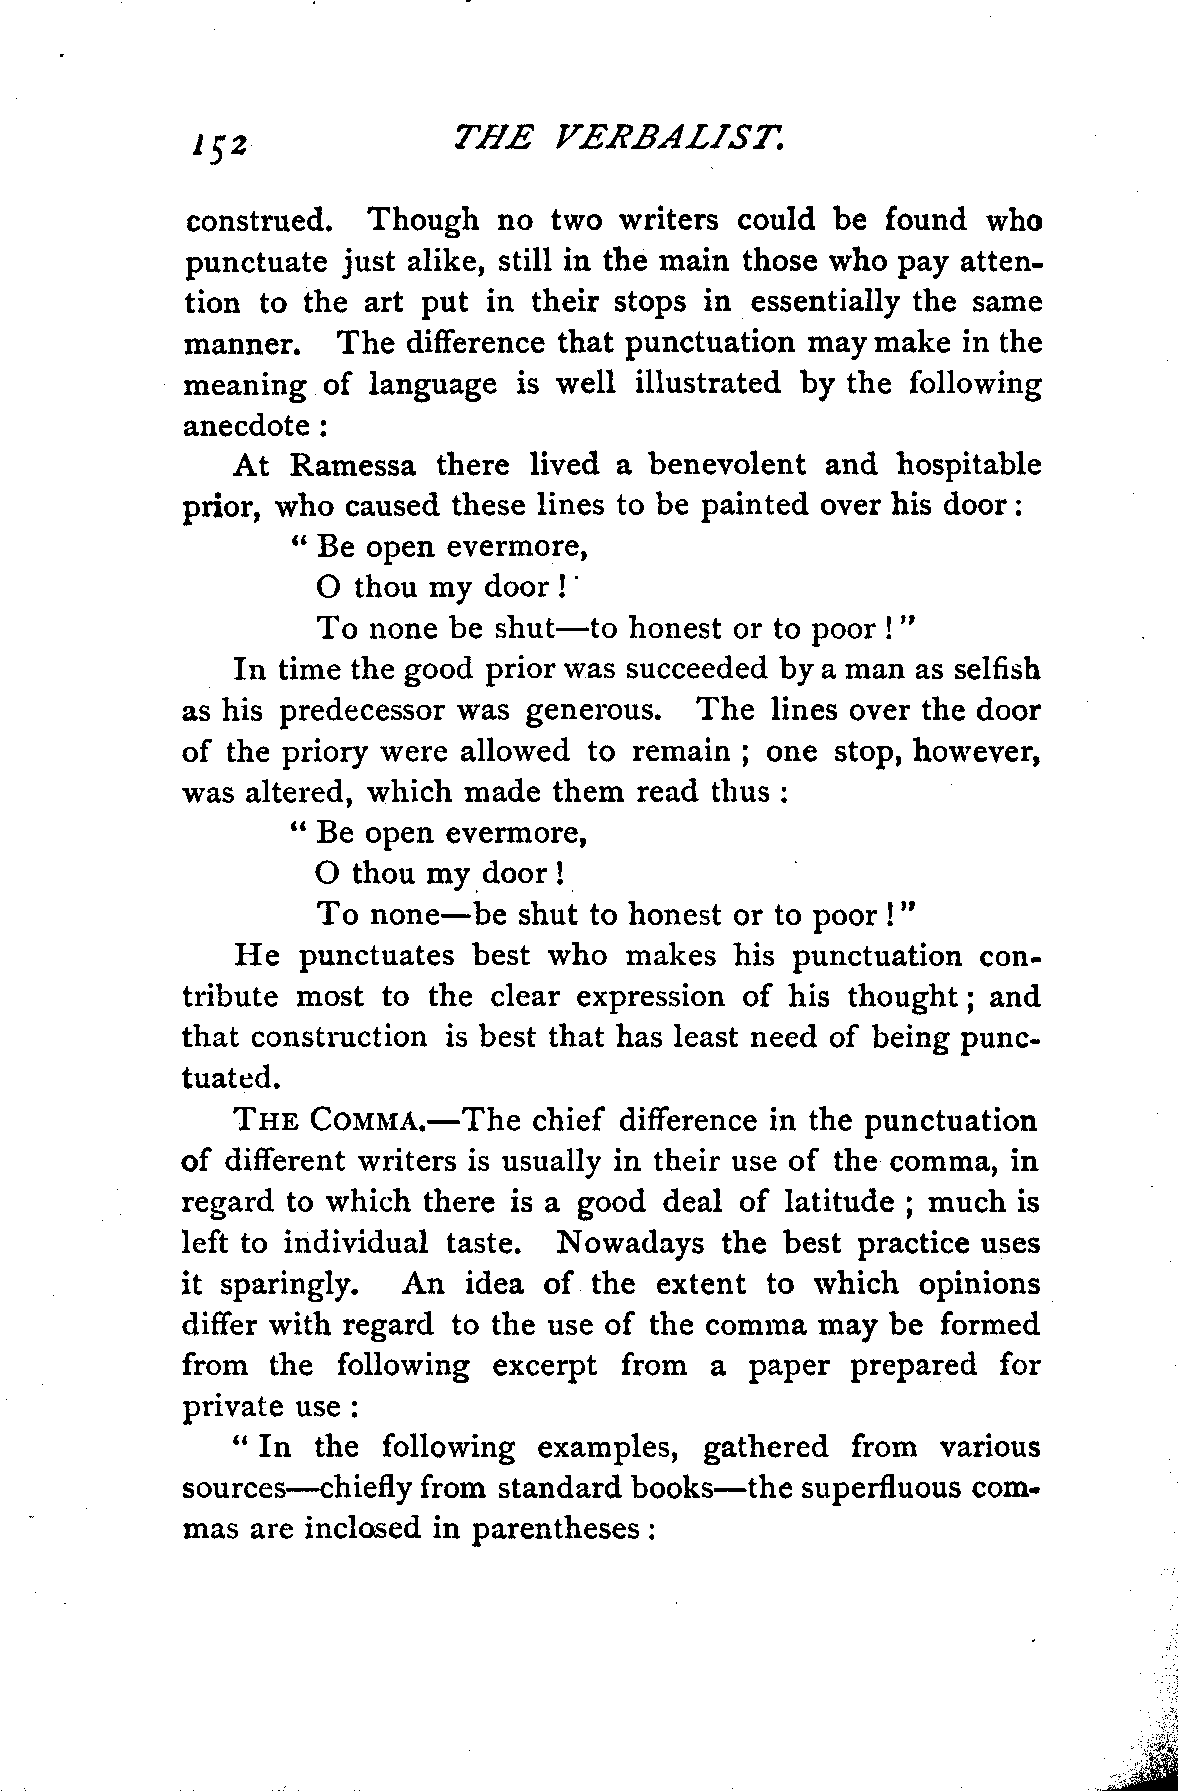 152 THE VERBALIST.
construed. Though no two writers could be found who
punctuate just alike, still in the main those who pay atten-
tion to the art put in their stops in essentially the same
manner. The difference that punctuation may make in the
meaning of language is well illustrated by the following
anecdote :
At Ramessa there lived a benevolent and hospitable
prior, who caused these lines to be painted over his door :
“ Be open evermore,
O thou my door !
To none be shut—to honest or to poor ! ”
In time the good prior was succeeded by a man as selfish
as his predecessor was generous. The lines over the door
of the priory were allowed to remain ; one stop, however,
was altered, which made them read thus :
“ Be open evermore,
O thou my door !
To none—be shut to honest or to poor ! ”
He punctuates best who makes his punctuation con-
tribute most to the clear expression of his thought ; and
that construction is best that has least need of being punc-
tuated.
THE COMMA.—The chief difference in the punctuation
of different writers is usually in their use of the comma, in
regard to which there is a good deal of latitude ; much is
left to individual taste. Nowadays the best practice uses
it sparingly. An idea of the extent to which opinions
differ with regard to the use of the comma may be formed
from the following excerpt from a paper prepared for
private use :
“ In the following examples, gathered from various
sources—chiefly from standard books—the superfluous com-
mas are inclosed in parentheses :